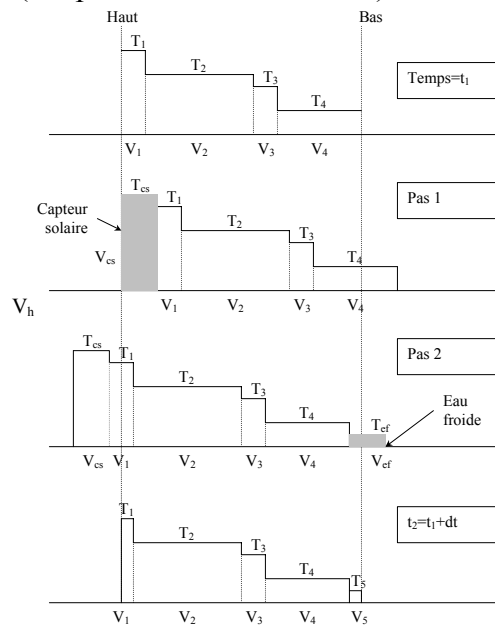 Haut Bas
T1
T2
T3
T4
Temps=t1
V1 V2 V3 V4
Tcs
T1
Pas 1
Capteur
solaire
T2
T3
T4
Vcs
V1 V2 V3 V4
Vh
Tcs
T1
Pas 2
T2
T3
Eau
froide
T4
Tef
Vcs V1 V2 V3 V4 Vef
T1
t2=t1+dt
T2
T3
T4
T5
V1 V2 V3 V4 V5